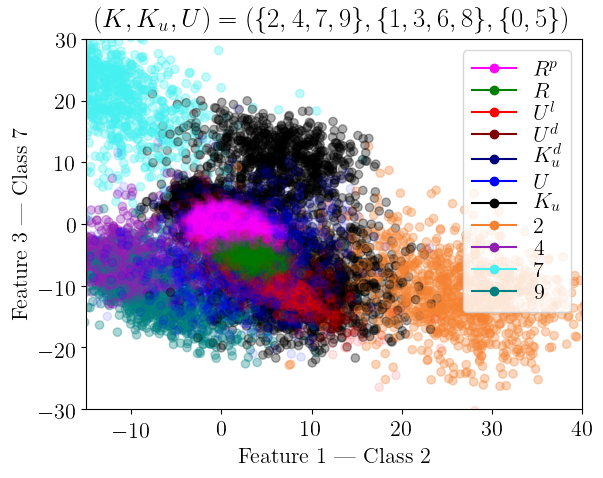 (K, K_u, U) = ({2, 4, 7, 9}, {1, 3, 6, 8}, {0, 5})
30
20
10
0
−10
−20
−30
Feature 3 — Class 7
R^p
R
U^l
U^d
K_u^d
U
K_u
2
4
7
9
−10
0
10
20
30
40
Feature 1 — Class 2